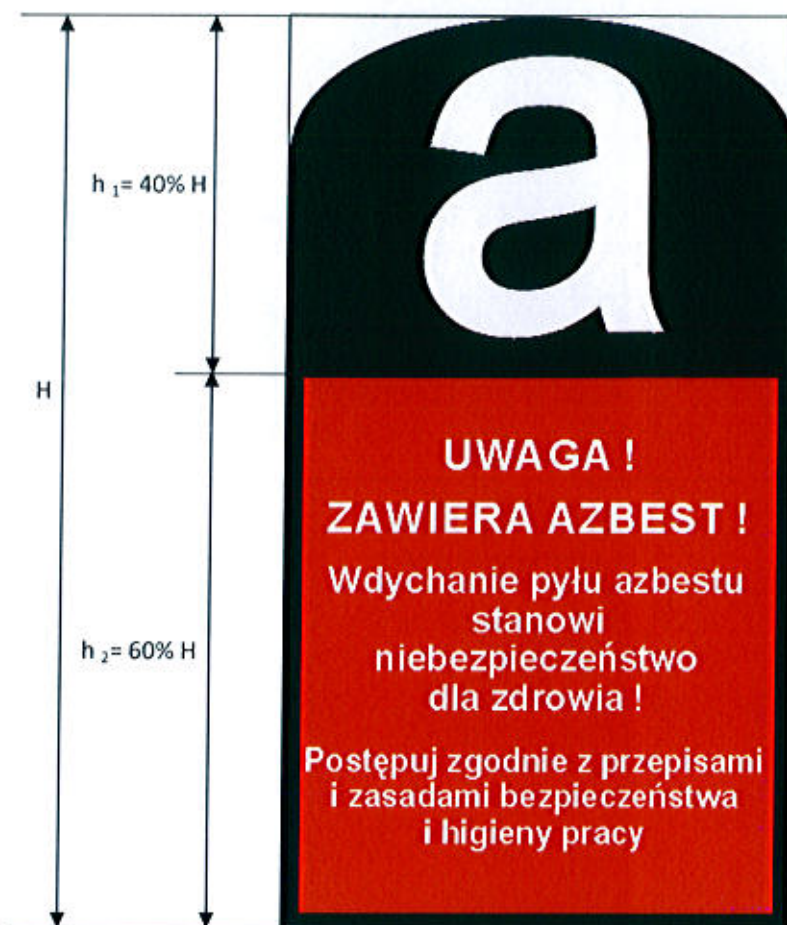 a
h 1= 40% H
H
UWAGA !
ZAWIERA AZBEST !
Wdychanie pyłu azbestu
stanowi
niebezpieczeństwo
dla zdrowia !
h 2= 60% H
Postępuj zgodnie z przepisami
i zasadami bezpieczeństwa
i higieny pracy